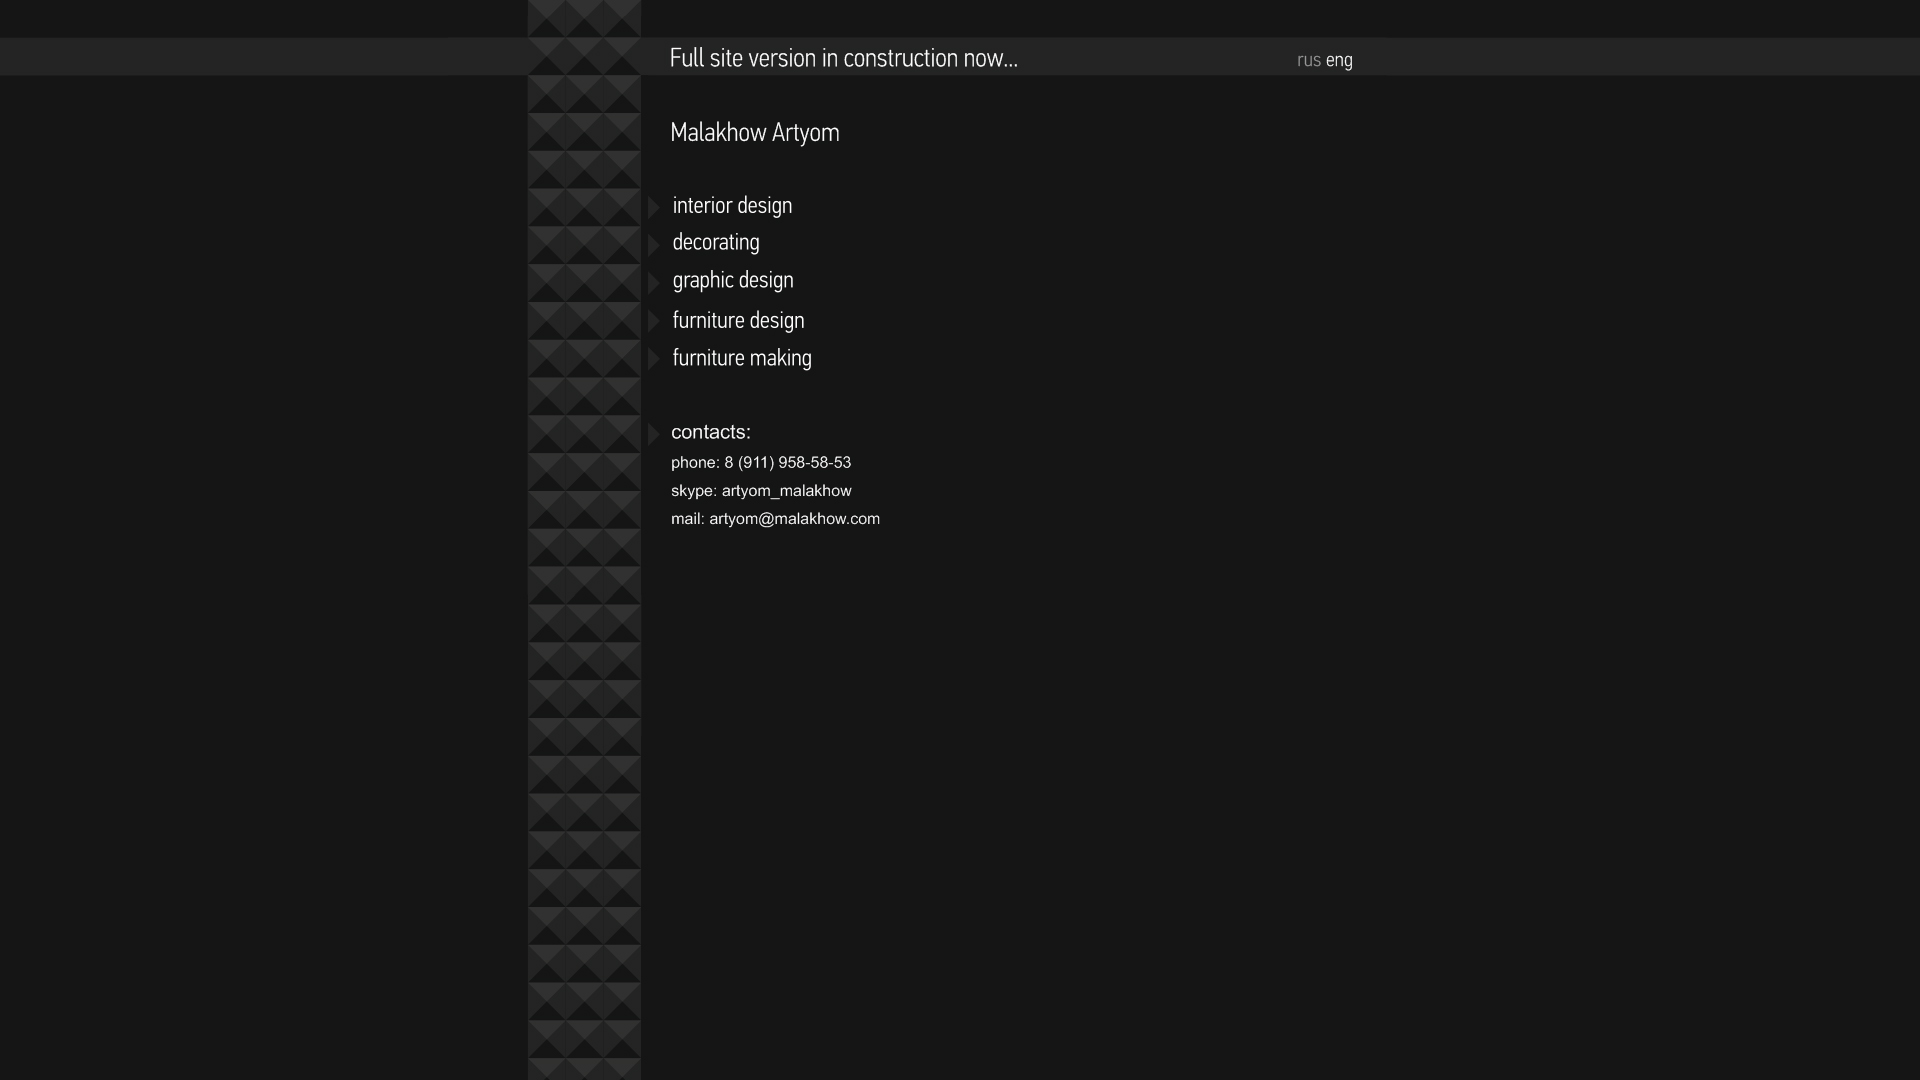 Full site version in construction now...
rus eng
Malakhow Artyom
interior design
decorating
graphic design
furniture design
furniture making
contacts:
phone: 8 (911) 958-58-53
skype: artyom_malakhow
mail: artyom@malakhow.com